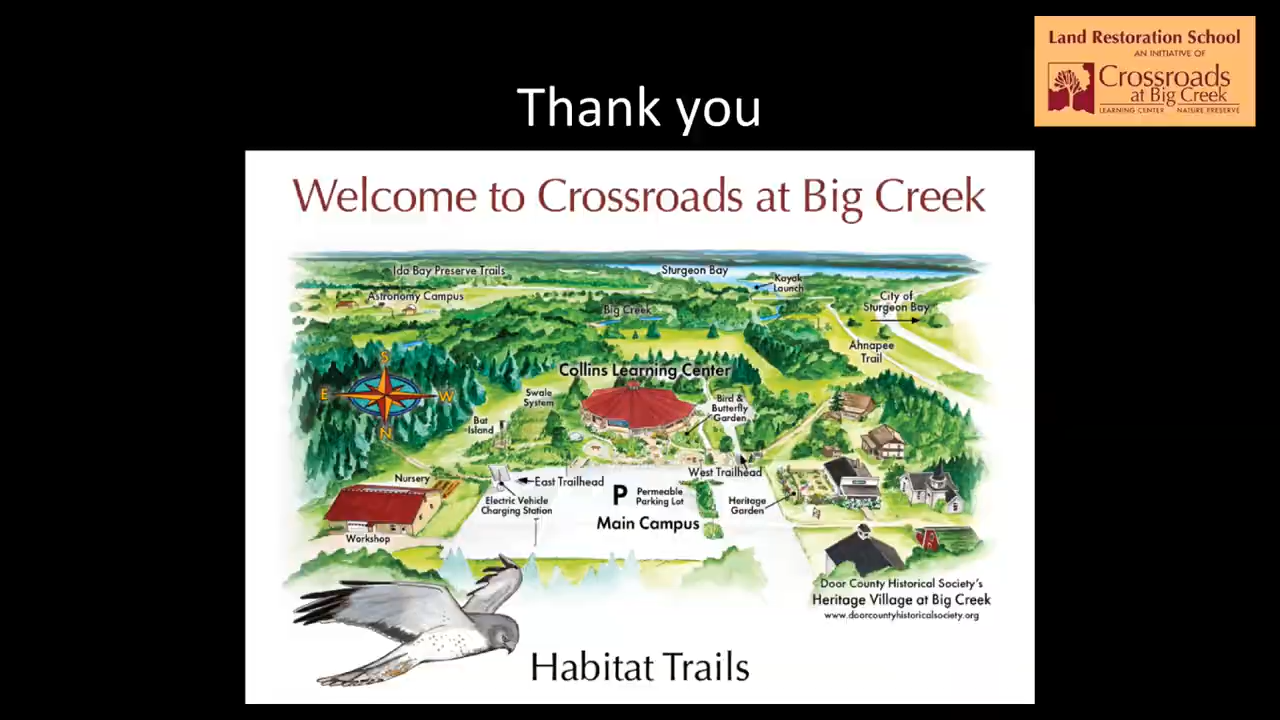 Land Restoration School
AN INITIATIVE OF
Crossroads
at Big Creek
LEARNING CENTER NATURE PRESERVE
Thank you
Welcome to Crossroads at Big Creek
Ida Bay Preserve Trails
Sturgeon Bay
Kayak
Launch
Astronomy Campus
City of
Sturgeon Bay
Big Creek
Ahnapee
Trail
S
E
W
N
Collins Learning Center
Swale
System
Bird &
Butterfly
Garden
Bat
Island
West Trailhead
Nursery
East Trailhead
Electric Vehicle
Charging Station
P
Permeable
Parking Lot
Heritage
Garden
Main Campus
Workshop
Door County Historical Society's
Heritage Village at Big Creek
www.doorcountyhistoricalsociety.org
Habitat Trails